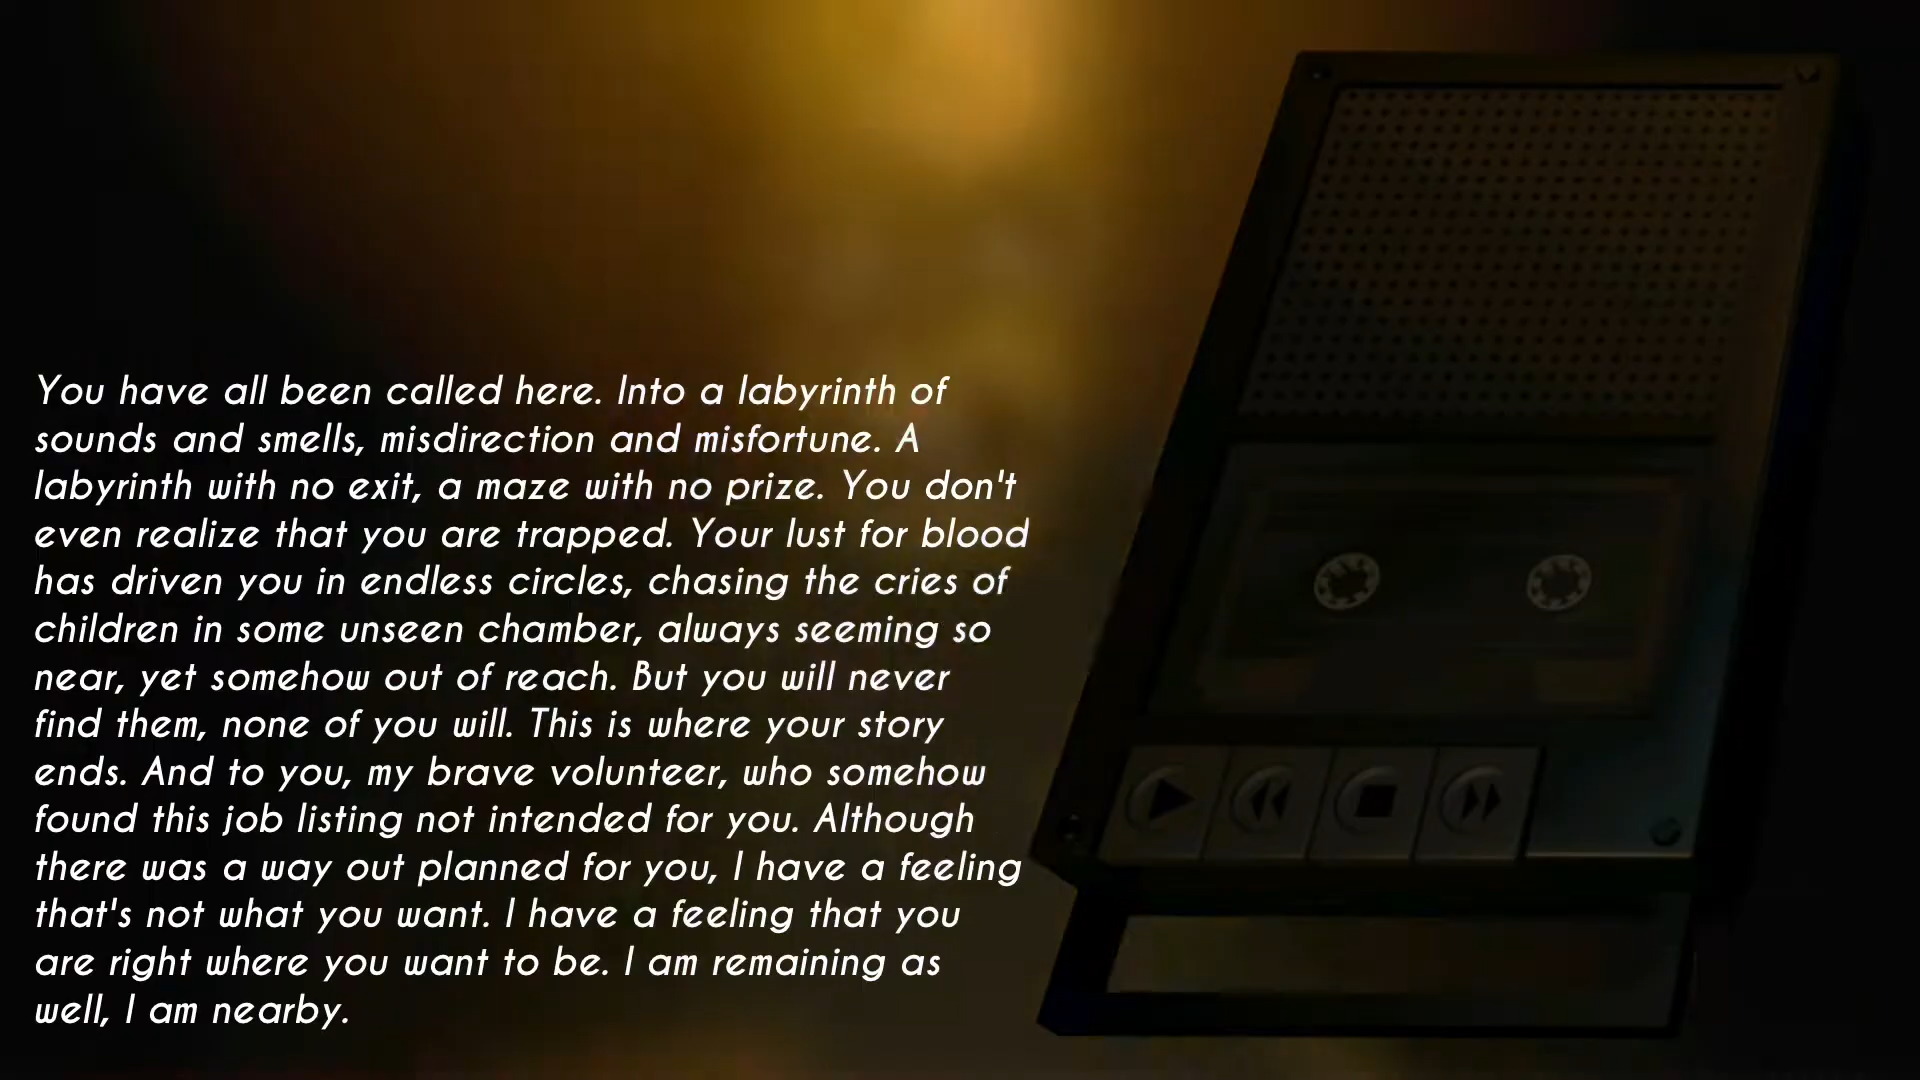 You have all been called here. Into a labyrinth of
sounds and smells, misdirection and misfortune. A
labyrinth with no exit, a maze with no prize. You don't
even realize that you are trapped. Your lust for blood
has driven you in endless circles, chasing the cries of
children in some unseen chamber, always seeming so
near, yet somehow out of reach. But you will never
find them, none of you will. This is where your story
ends. And to you, my brave volunteer, who somehow
found this job listing not intended for you. Although
there was a way out planned for you, I have a feeling
that's not what you want. I have a feeling that you
are right where you want to be. I am remaining as
well, I am nearby.